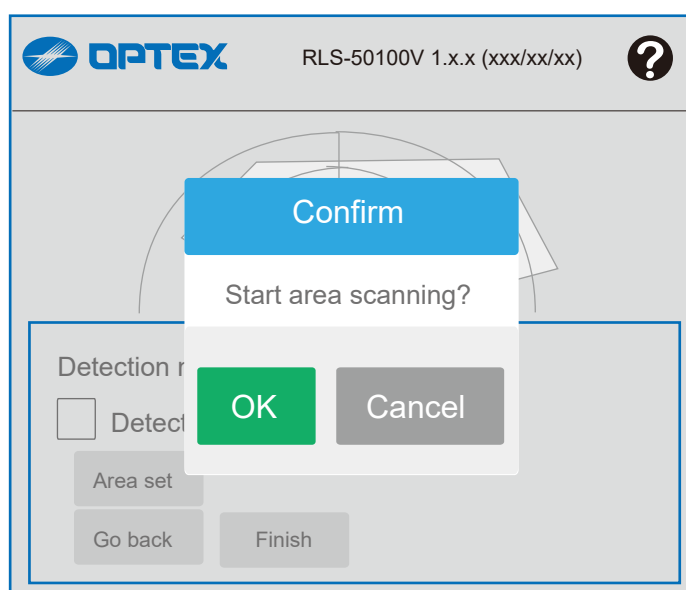 OPTEX RLS-50100V 1.x.x (xxx/xx/xx) ?
Confirm
Start area scanning?
Detection
Detect
OK Cancel
Area set
Go back Finish